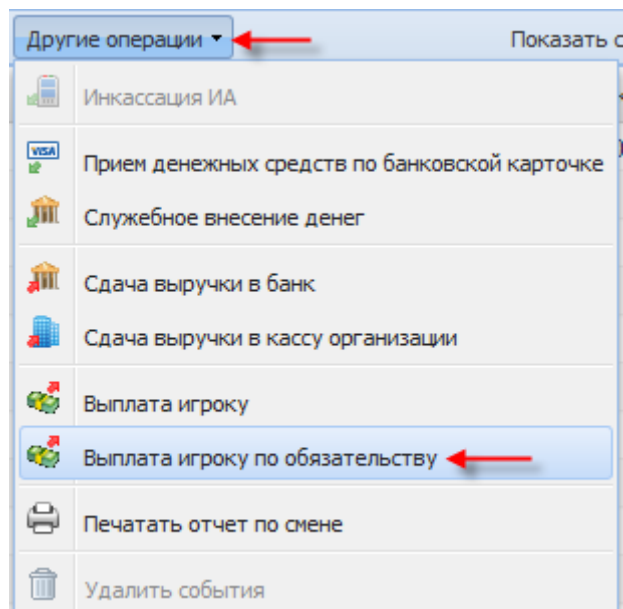 Другие операции
Показать с
Инкассация ИА
VISA
Прием денежных средств по банковской карточке
Служебное внесение денег
Сдача выручки в банк
Сдача выручки в кассу организации
Выплата игроку
Выплата игроку по обязательству
Печатать отчет по смене
Удалить события